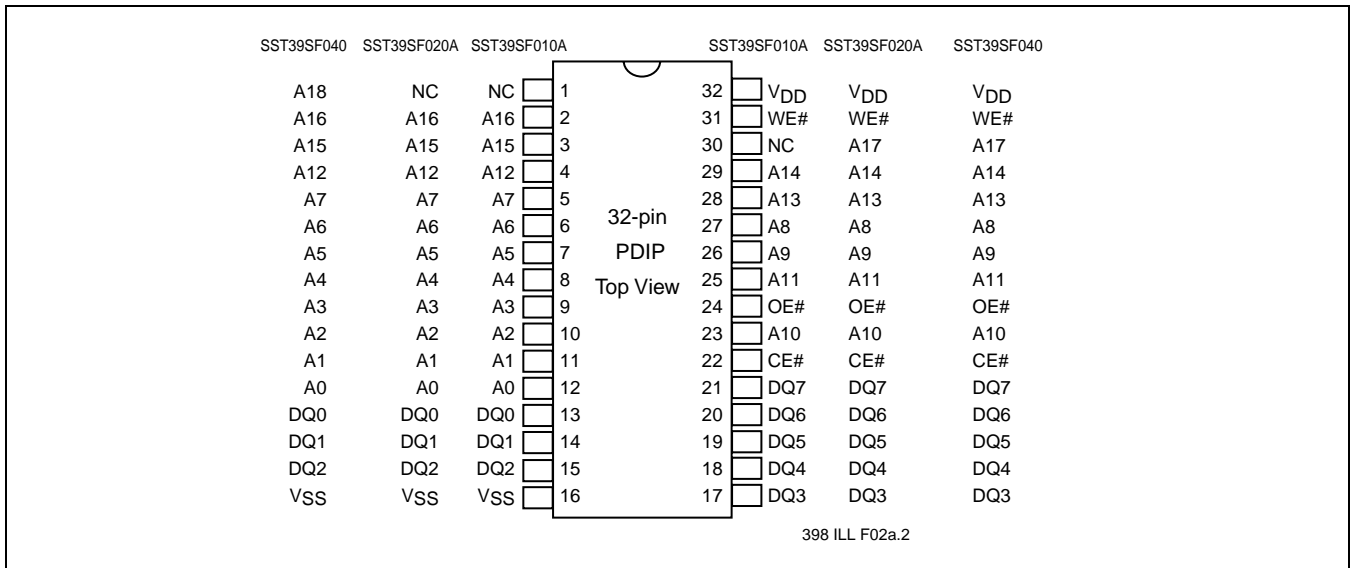 SST39SF040 SST39SF020A SST39SF010A SST39SF010A SST39SF020A SST39SF040
A18 NC NC 1 32 VDD VDD VDD
A16 A16 A16 2 31 WE# WE# WE#
A15 A15 A15 3 30 NC A17 A17
A12 A12 A12 4 29 A14 A14 A14
A7 A7 A7 5 28 A13 A13 A13
A6 A6 A6 6 32-pin 27 A8 A8 A8
A5 A5 A5 7 PDIP 26 A9 A9 A9
A4 A4 A4 8 Top View 25 A11 A11 A11
A3 A3 A3 9 24 OE# OE# OE#
A2 A2 A2 10 23 A10 A10 A10
A1 A1 A1 11 22 CE# CE# CE#
A0 A0 A0 12 21 DQ7 DQ7 DQ7
DQ0 DQ0 DQ0 13 20 DQ6 DQ6 DQ6
DQ1 DQ1 DQ1 14 19 DQ5 DQ5 DQ5
DQ2 DQ2 DQ2 15 18 DQ4 DQ4 DQ4
VSS VSS VSS 16 17 DQ3 DQ3 DQ3
398 ILL F02a.2